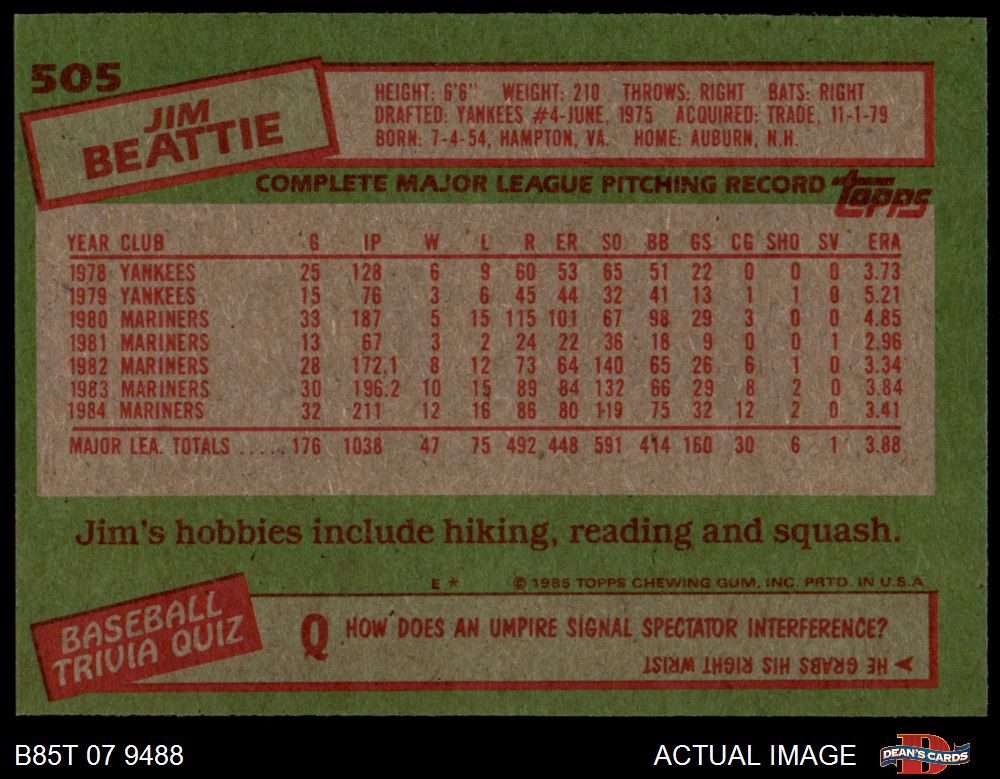 505
JIM
BEATTIE
HEIGHT: 6'6" WEIGHT: 210 THROWS: RIGHT BATS: RIGHT
DRAFTED: YANKEES #4-JUNE, 1975 ACQUIRED: TRADE, 11-1-79
BORN: 7-4-54, HAMPTON, VA. HOME: AUBURN, N.H.
COMPLETE MAJOR LEAGUE PITCHING RECORD topps
YEAR CLUB G IP W L R ER SO BB GS CG SHO SV ERA
1978 YANKEES 25 128 6 9 60 53 65 51 22 0 0 0 3.73
1979 YANKEES 15 76 3 6 45 44 32 41 13 1 1 0 5.21
1980 MARINERS 33 187 5 15 115 101 67 98 29 3 0 0 4.85
1981 MARINERS 13 67 3 2 24 22 36 18 9 0 0 1 2.96
1982 MARINERS 28 172.1 8 12 73 64 140 65 26 6 1 0 3.34
1983 MARINERS 30 196.2 10 15 89 84 132 66 29 8 2 0 3.84
1984 MARINERS 32 211 12 16 86 80 119 75 32 12 2 0 3.41
MAJOR LEA. TOTALS ..... 176 1038 47 75 492 448 591 414 160 30 6 1 3.88
Jim's hobbies include hiking, reading and squash.
E * © 1985 TOPPS CHEWING GUM, INC. PRTD. IN U.S.A
BASEBALL
TRIVIA QUIZ
Q HOW DOES AN UMPIRE SIGNAL SPECTATOR INTERFERENCE?
HE GRABS HIS RIGHT WRIST
B85T 07 9488 ACTUAL IMAGE DEAN'S CARDS